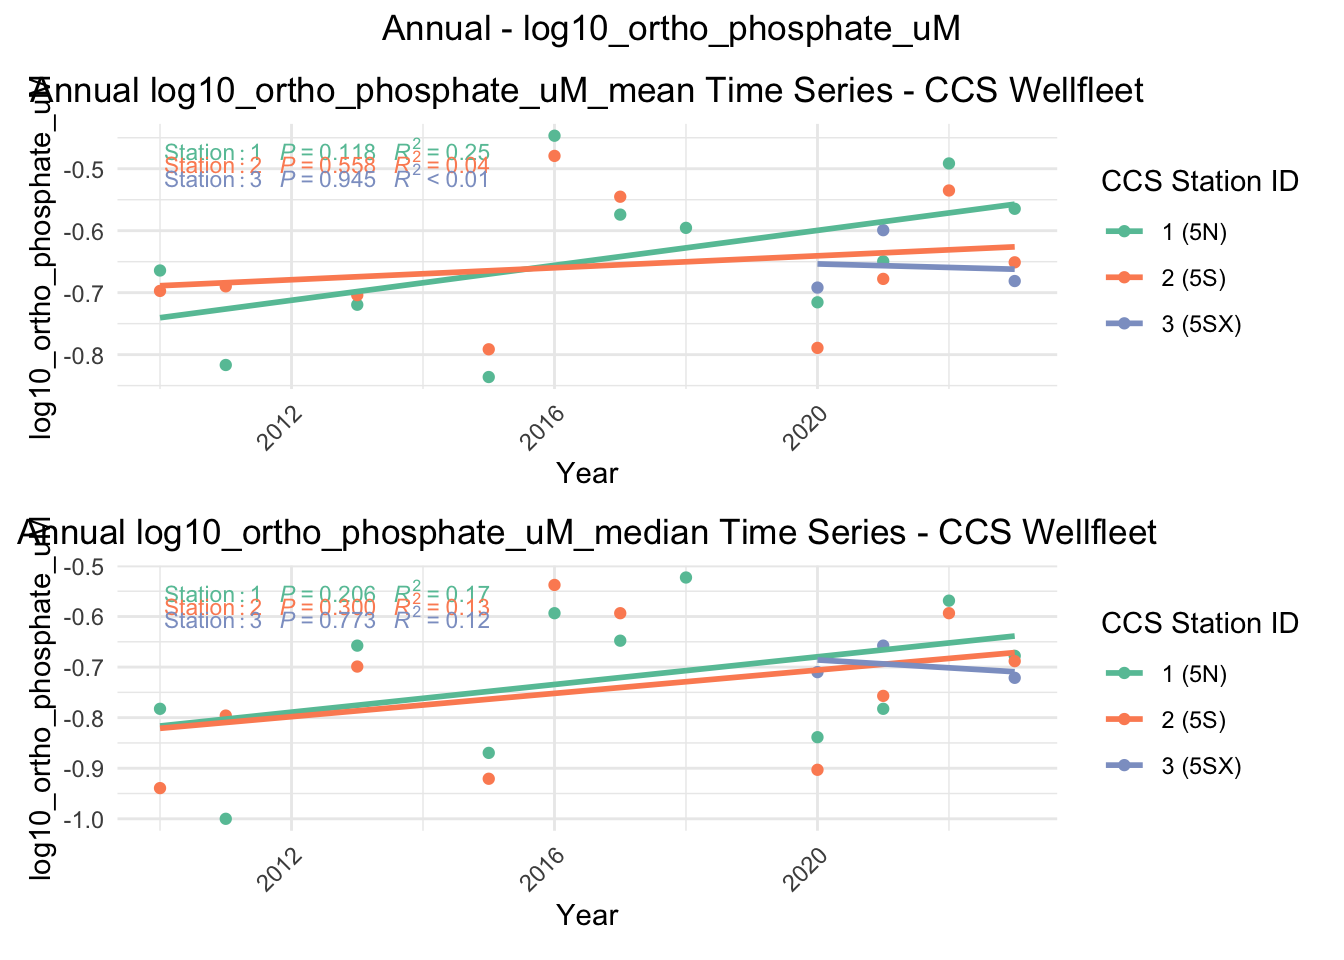 Annual - log10_ortho_phosphate_uM
Annual log10_ortho_phosphate_uM_mean Time Series - CCS Wellfleet
log10_ortho_phosphate_uM
Station: 1 P = 0.118 R² = 0.25
Station: 2 P = 0.558 R² = 0.04
Station: 3 P = 0.945 R² < 0.01
-0.5
-0.6
-0.7
-0.8
2012
2016
2020
Year
CCS Station ID
1 (5N)
2 (5S)
3 (5SX)
Annual log10_ortho_phosphate_uM_median Time Series - CCS Wellfleet
log10_ortho_phosphate_uM
Station: 1 P = 0.206 R² = 0.17
Station: 2 P = 0.300 R² = 0.13
Station: 3 P = 0.773 R² = 0.12
-0.5
-0.6
-0.7
-0.8
-0.9
-1.0
2012
2016
2020
Year
CCS Station ID
1 (5N)
2 (5S)
3 (5SX)